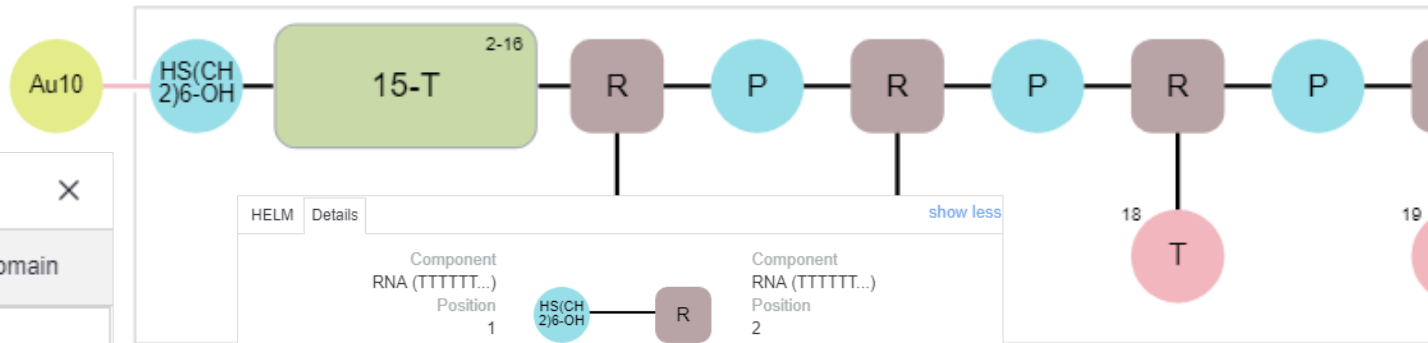 Au10
HS(CH
2)6-OH
2-16
15-T
R
P
R
P
R
P
18
T
19
omain
HELM
Details
show less
Component
RNA (TTTTTT...)
Position
1
HS(CH
2)6-OH
R
Component
RNA (TTTTTT...)
Position
2